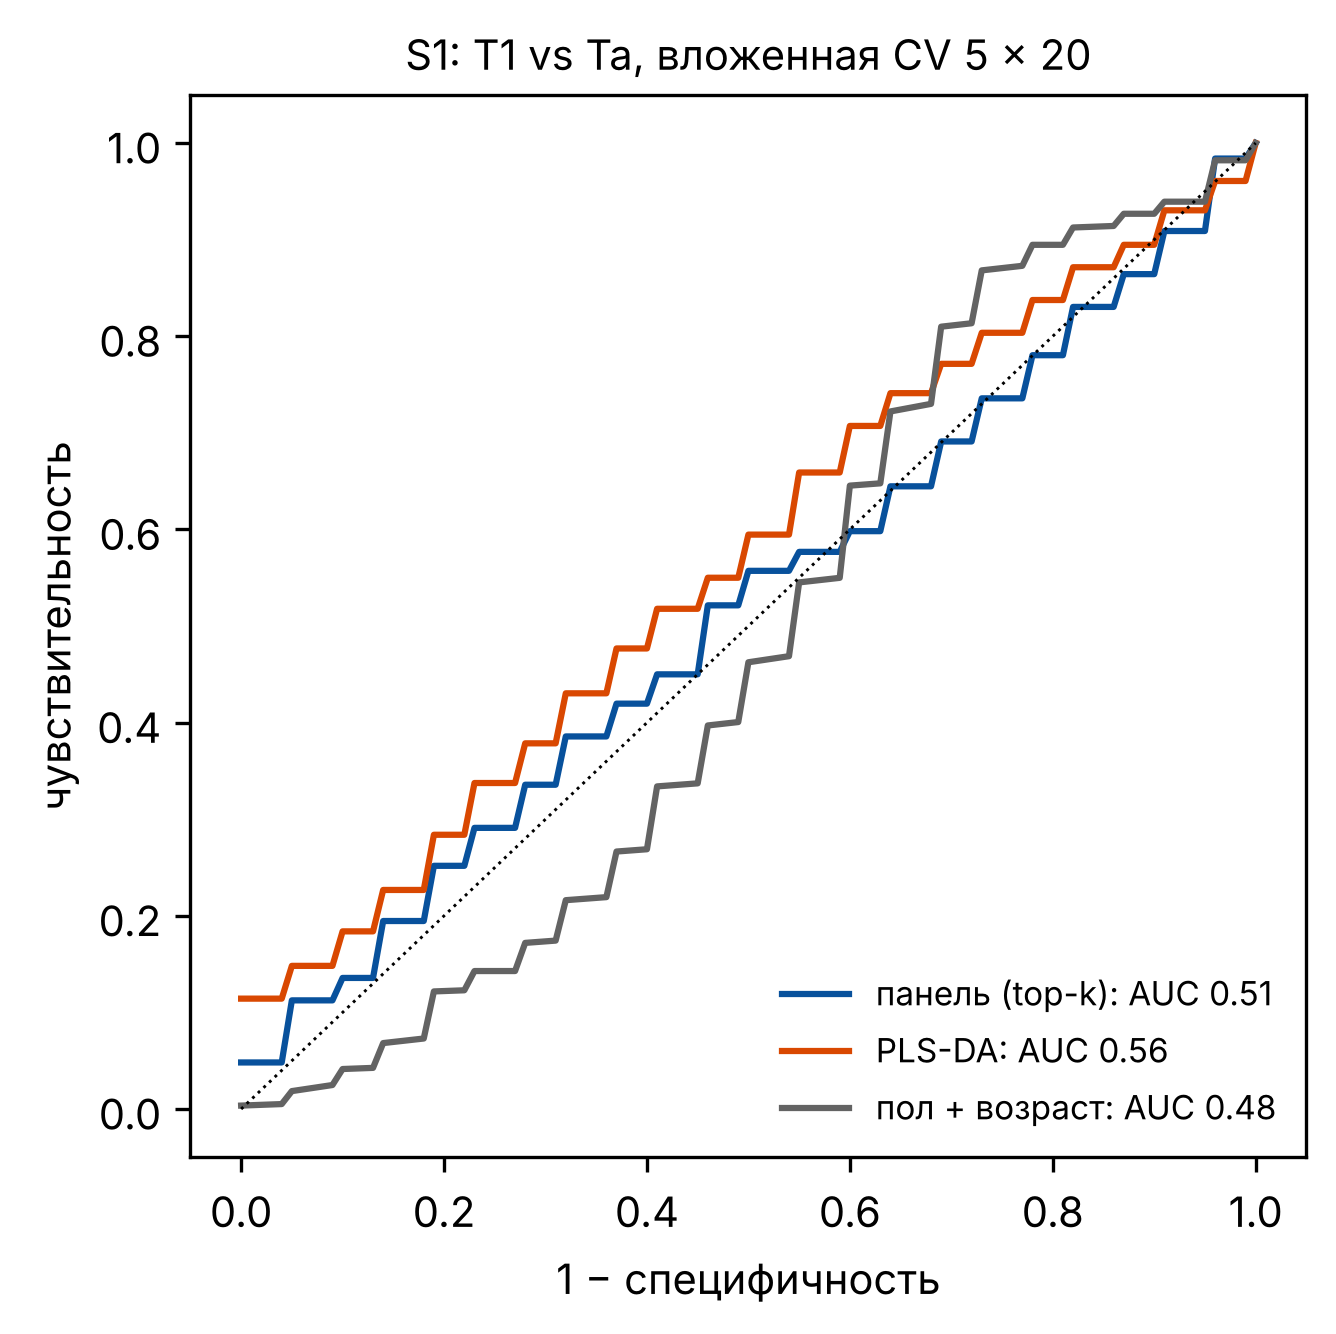 S1: T1 vs Ta, вложенная CV 5 × 20
чувствительность
1.0
0.8
0.6
0.4
0.2
0.0
панель (top-k): AUC 0.51
PLS-DA: AUC 0.56
пол + возраст: AUC 0.48
0.0 0.2 0.4 0.6 0.8 1.0
1 − специфичность